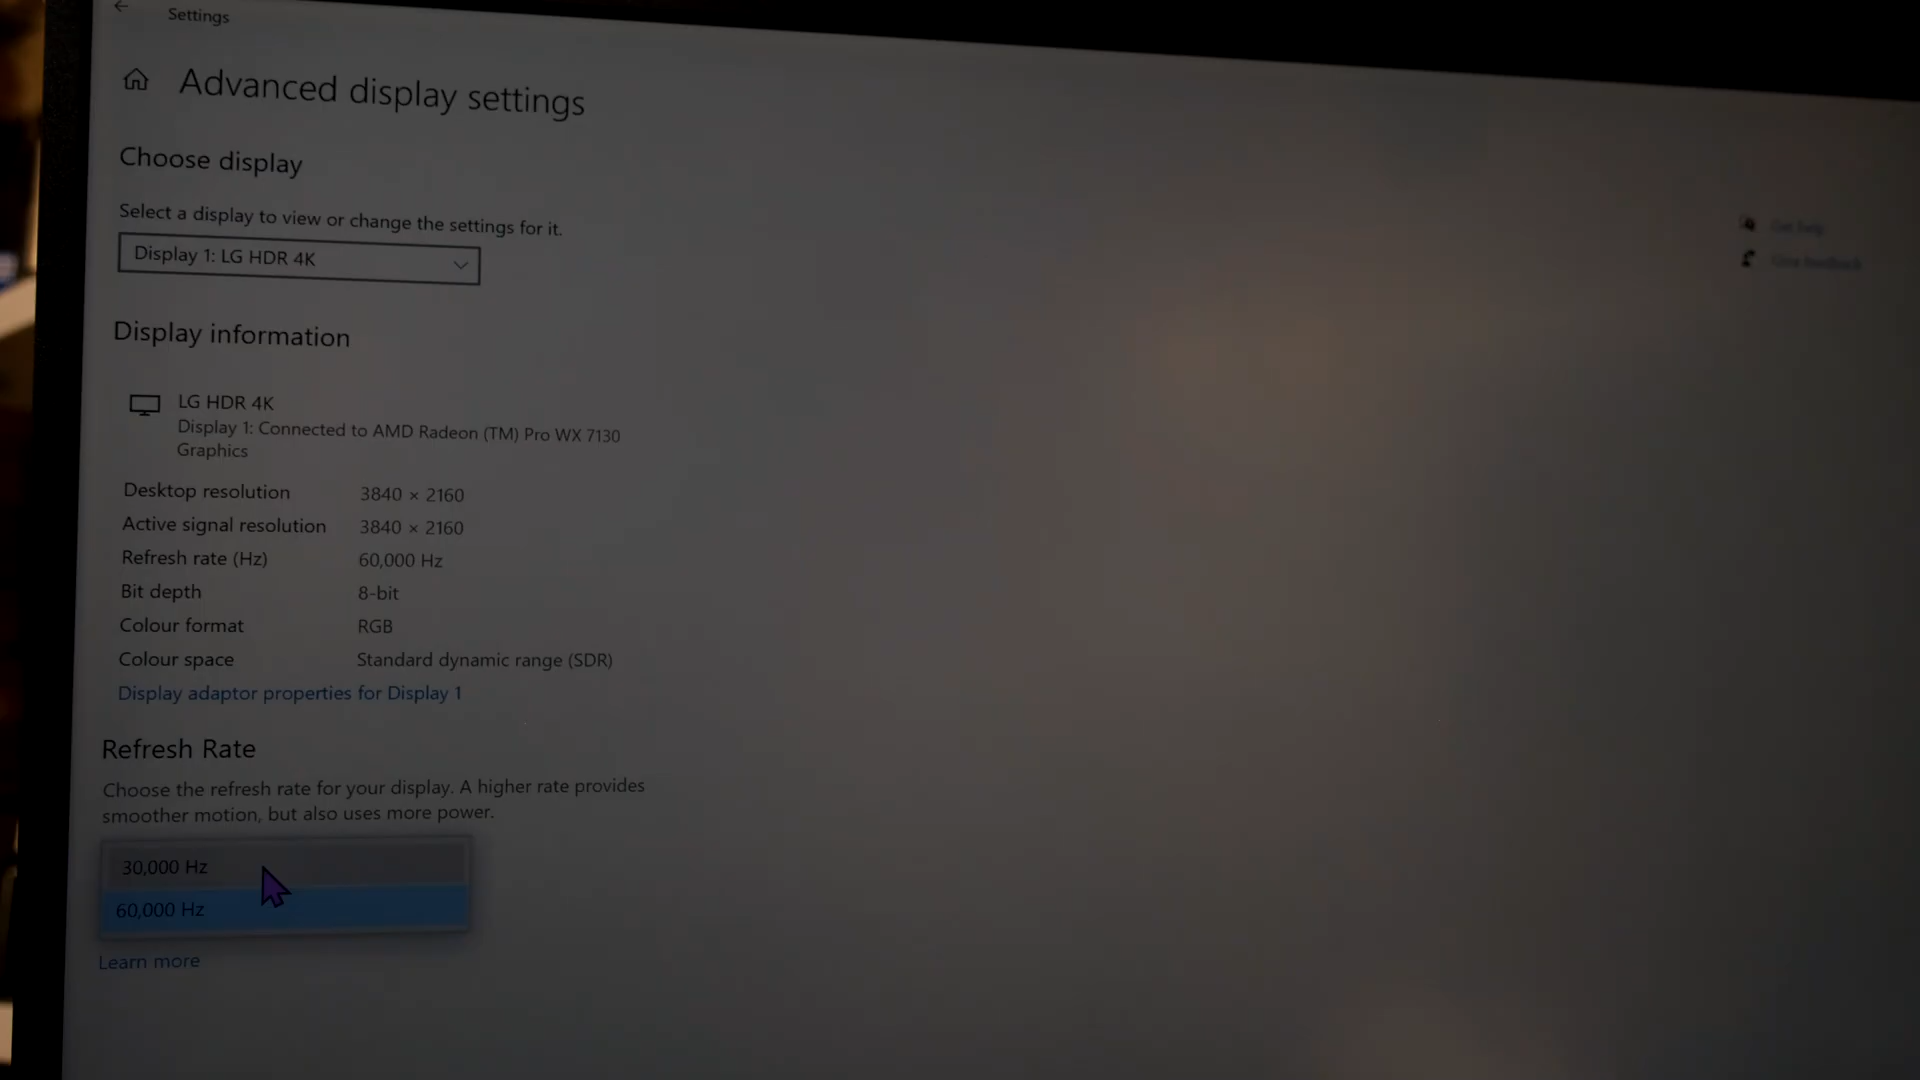 Settings
Advanced display settings
Choose display
Select a display to view or change the settings for it.
Display 1: LG HDR 4K
Get help
Give feedback
Display information
LG HDR 4K
Display 1: Connected to AMD Radeon (TM) Pro WX 7130
Graphics
Desktop resolution 3840 × 2160
Active signal resolution 3840 × 2160
Refresh rate (Hz) 60,000 Hz
Bit depth 8-bit
Colour format RGB
Colour space Standard dynamic range (SDR)
Display adaptor properties for Display 1
Refresh Rate
Choose the refresh rate for your display. A higher rate provides
smoother motion, but also uses more power.
30,000 Hz
60,000 Hz
Learn more